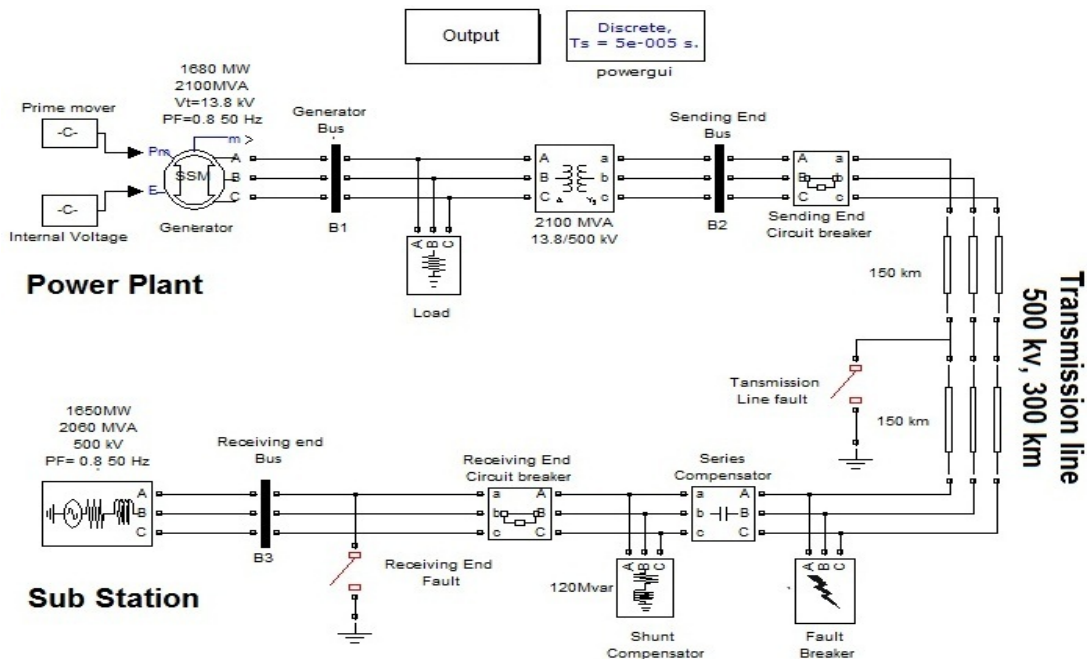 Output
Discrete,
Ts = 5e-005 s.
powergui
1680 MW
2100MVA
Vt=13.8 kV
PF=0.8 50 Hz
Prime mover
-C-
Pm
m >
SSM
A
B
C
E
-C-
Internal Voltage
Generator
Generator
Bus
B1
A B C
Load
A a
B b
C c
2100 MVA
13.8/500 kV
Sending End
Bus
B2
A a
B b
C c
Sending End
Circuit breaker
Power Plant
150 km
Transmission line
500 kv, 300 km
Tansmission
Line fault
150 km
1650MW
2060 MVA
500 kV
PF= 0.8 50 Hz
A
B
C
Receiving end
Bus
B3
Receiving End
Fault
Receiving End
Circuit breaker
a A
b B
c C
Series
Compensator
a A
b B
c C
A B C
120Mvar
Shunt
Compensator
A B C
Fault
Breaker
Sub Station